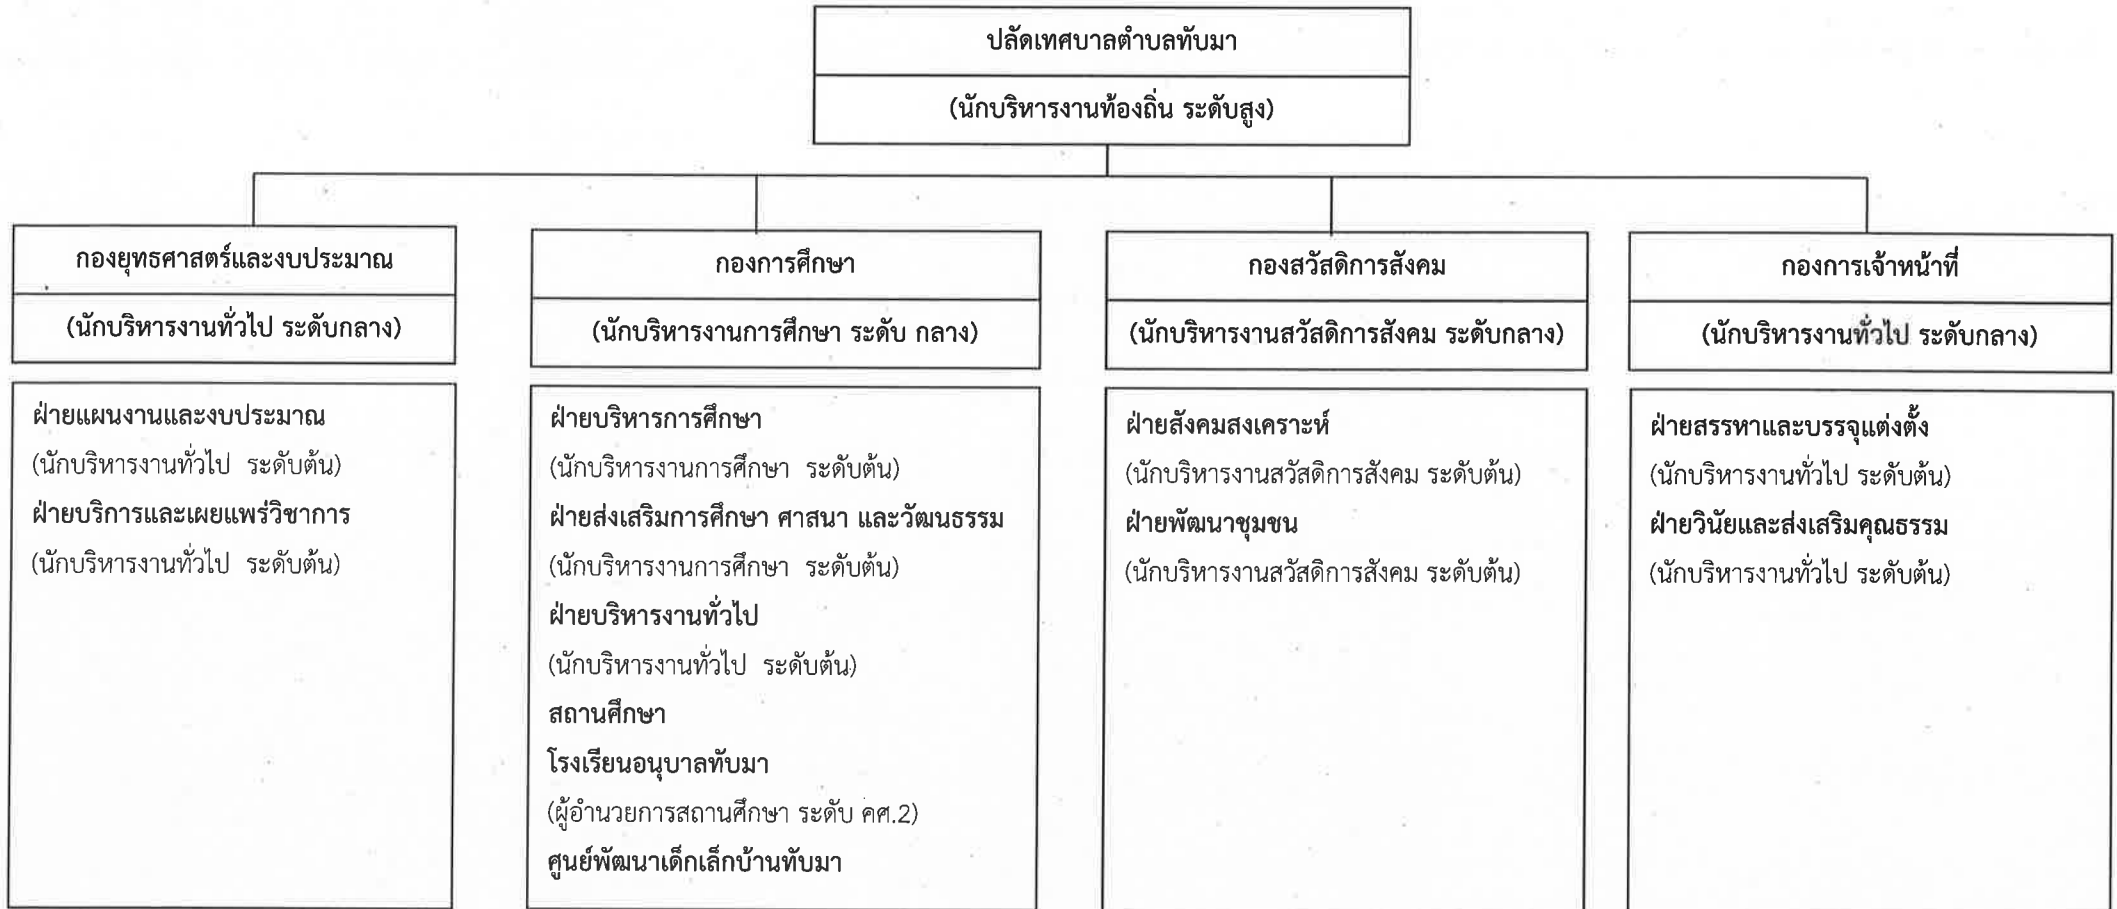 ปลัดเทศบาลตำบลทับมา
(นักบริหารงานท้องถิ่น ระดับสูง)
กองยุทธศาสตร์และงบประมาณ
(นักบริหารงานทั่วไป ระดับกลาง)
ฝ่ายแผนงานและงบประมาณ
(นักบริหารงานทั่วไป ระดับต้น)
ฝ่ายบริการและเผยแพร่วิชาการ
(นักบริหารงานทั่วไป ระดับต้น)
กองการศึกษา
(นักบริหารงานการศึกษา ระดับ กลาง)
ฝ่ายบริหารการศึกษา
(นักบริหารงานการศึกษา ระดับต้น)
ฝ่ายส่งเสริมการศึกษา ศาสนา และวัฒนธรรม
(นักบริหารงานการศึกษา ระดับต้น)
ฝ่ายบริหารงานทั่วไป
(นักบริหารงานทั่วไป ระดับต้น)
สถานศึกษา
โรงเรียนอนุบาลทับมา
(ผู้อำนวยการสถานศึกษา ระดับ คศ.2)
ศูนย์พัฒนาเด็กเล็กบ้านทับมา
กองสวัสดิการสังคม
(นักบริหารงานสวัสดิการสังคม ระดับกลาง)
ฝ่ายสังคมสงเคราะห์
(นักบริหารงานสวัสดิการสังคม ระดับต้น)
ฝ่ายพัฒนาชุมชน
(นักบริหารงานสวัสดิการสังคม ระดับต้น)
กองการเจ้าหน้าที่
(นักบริหารงานทั่วไป ระดับกลาง)
ฝ่ายสรรหาและบรรจุแต่งตั้ง
(นักบริหารงานทั่วไป ระดับต้น)
ฝ่ายวินัยและส่งเสริมคุณธรรม
(นักบริหารงานทั่วไป ระดับต้น)